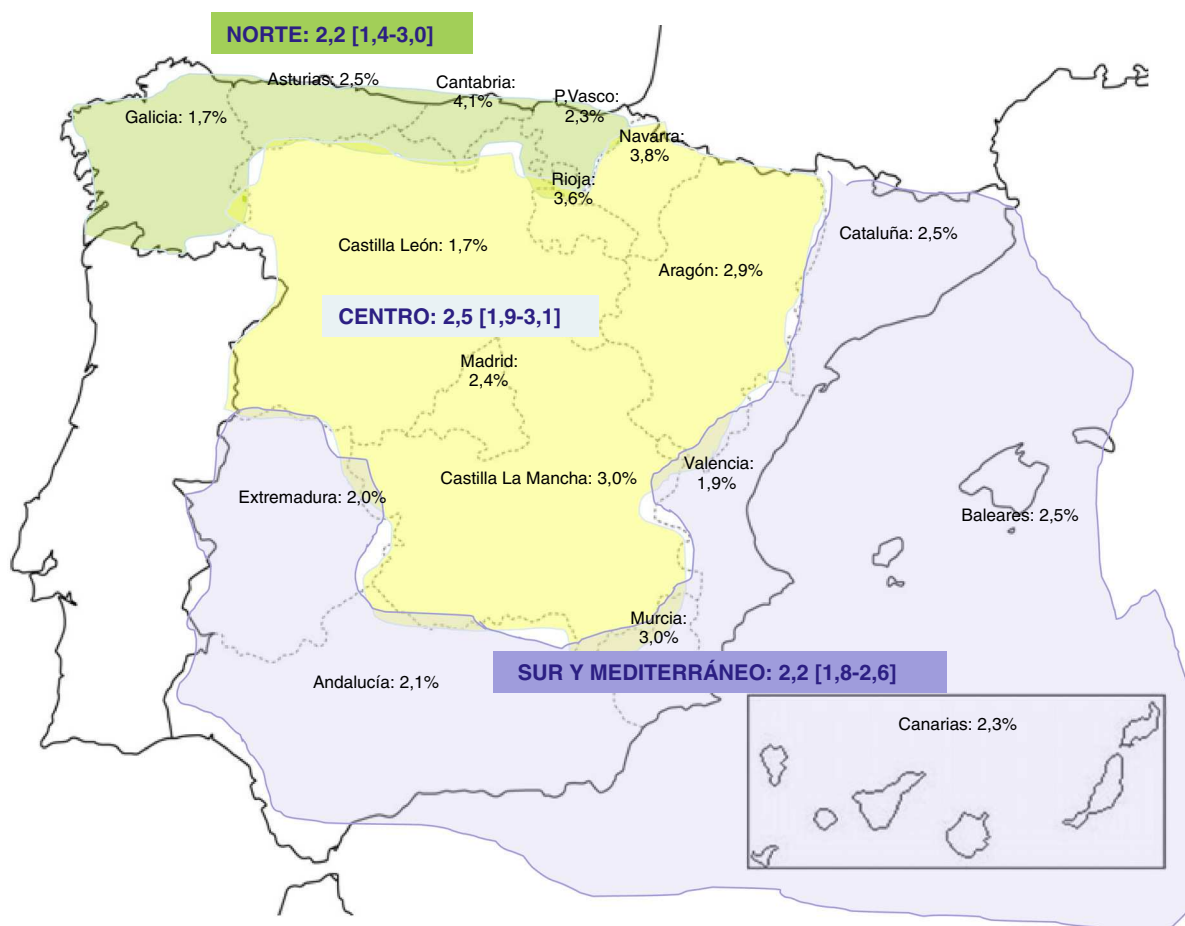 NORTE: 2,2 [1,4-3,0]
Asturias: 2,5%
Cantabria:
4,1%
P,Vasco:
2,3%
Galicia: 1,7%
Navarra:
3,8%
Rioja:
3,6%
Castilla León: 1,7%
Cataluña: 2,5%
Aragón: 2,9%
CENTRO: 2,5 [1,9-3,1]
Madrid:
2,4%
Valencia:
1,9%
Castilla La Mancha: 3,0%
Extremadura: 2,0%
Baleares: 2,5%
Murcia:
3,0%
SUR Y MEDITERRÁNEO: 2,2 [1,8-2,6]
Andalucía: 2,1%
Canarias: 2,3%